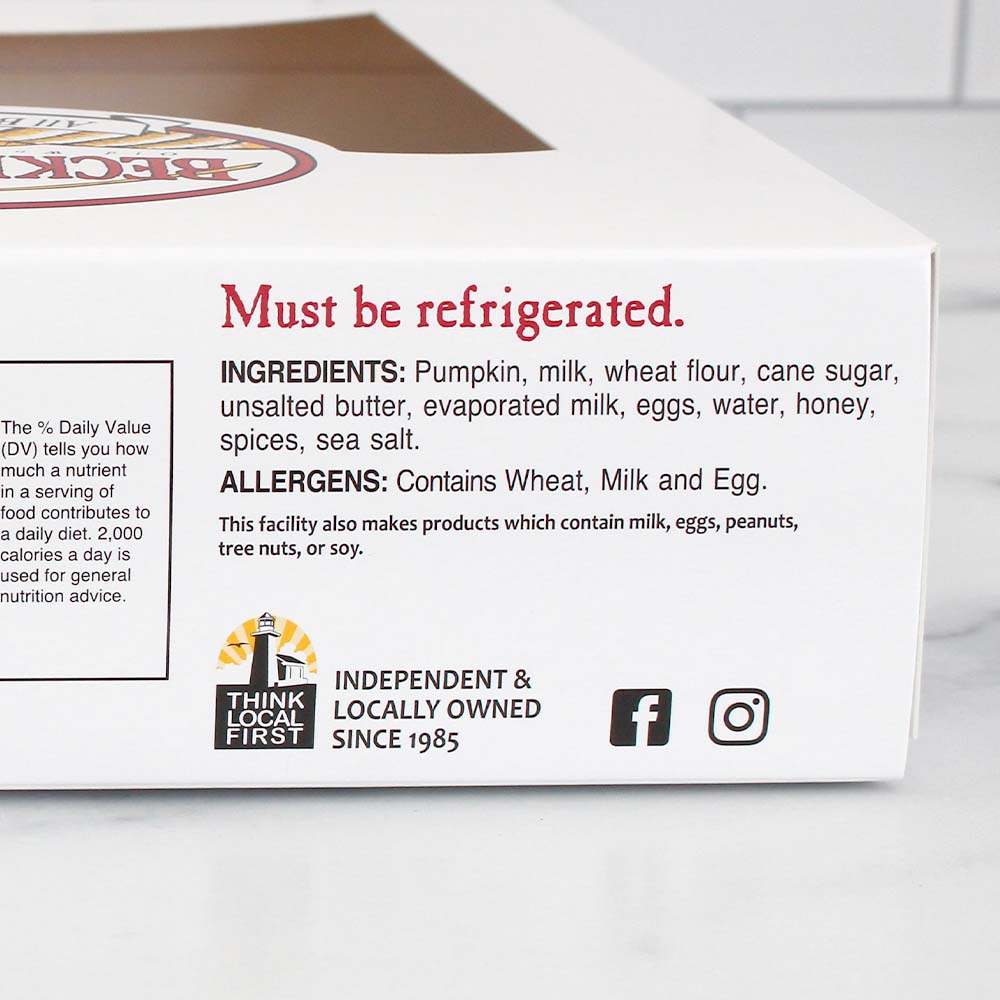 Must be refrigerated.
INGREDIENTS: Pumpkin, milk, wheat flour, cane sugar,
unsalted butter, evaporated milk, eggs, water, honey,
spices, sea salt.
ALLERGENS: Contains Wheat, Milk and Egg.
This facility also makes products which contain milk, eggs, peanuts,
tree nuts, or soy.
The % Daily Value
(DV) tells you how
much a nutrient
in a serving of
food contributes to
a daily diet. 2,000
calories a day is
used for general
nutrition advice.
THINK
LOCAL
FIRST
INDEPENDENT &
LOCALLY OWNED
SINCE 1985